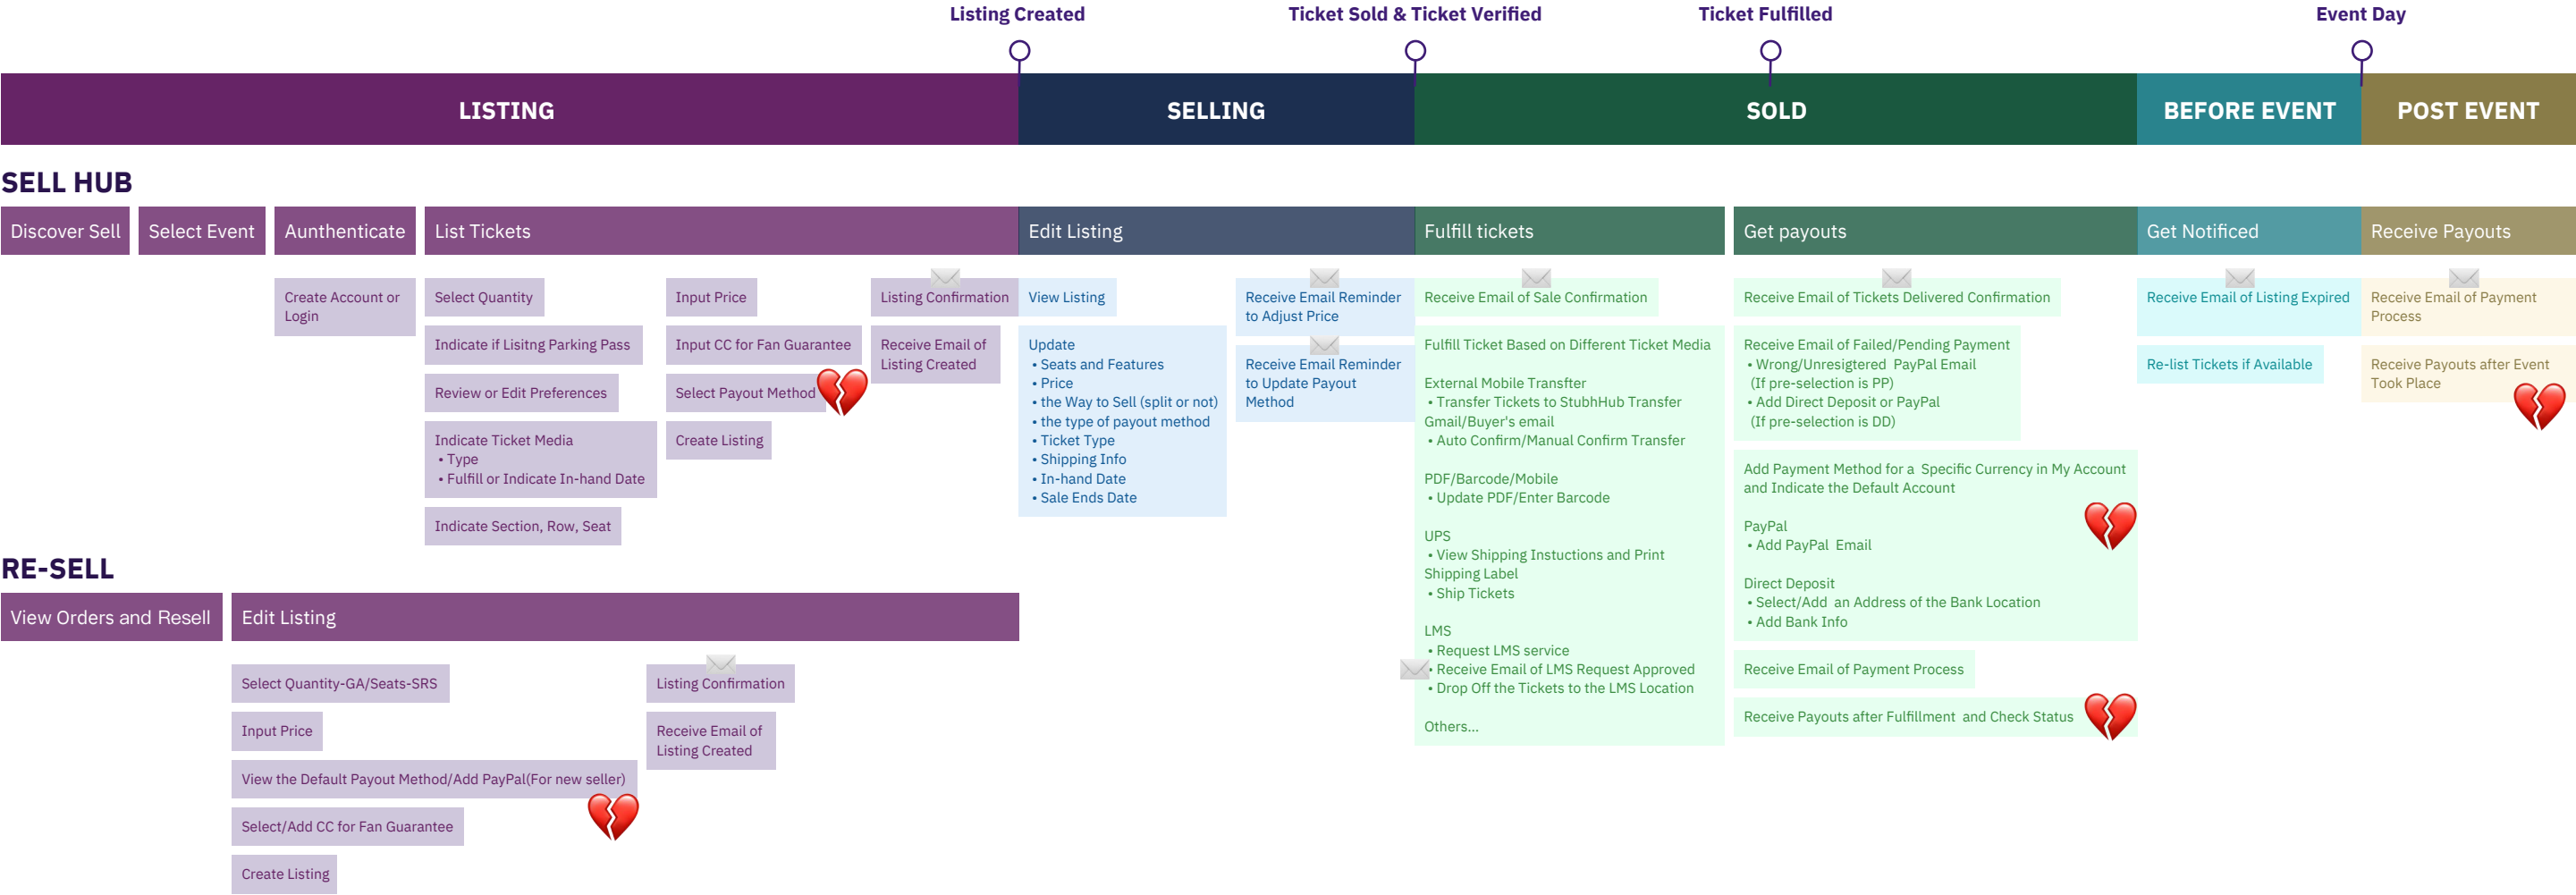 Listing Created
Ticket Sold & Ticket Verified
Ticket Fulfilled
Event Day
LISTING
SELLING
SOLD
BEFORE EVENT
POST EVENT
SELL HUB
Discover Sell
Select Event
Aunthenticate
List Tickets
Edit Listing
Fulfill tickets
Get payouts
Get Notificed
Receive Payouts
Create Account or
Login
Select Quantity
Indicate if Lisitng Parking Pass
Review or Edit Preferences
Indicate Ticket Media
• Type
• Fulfill or Indicate In-hand Date
Indicate Section, Row, Seat
Input Price
Input CC for Fan Guarantee
Select Payout Method
Create Listing
Listing Confirmation
Receive Email of
Listing Created
View Listing
Update
• Seats and Features
• Price
• the Way to Sell (split or not)
• the type of payout method
• Ticket Type
• Shipping Info
• In-hand Date
• Sale Ends Date
Receive Email Reminder
to Adjust Price
Receive Email Reminder
to Update Payout
Method
Receive Email of Sale Confirmation
Fulfill Ticket Based on Different Ticket Media
External Mobile Transfter
• Transfer Tickets to StubhHub Transfer
Gmail/Buyer's email
• Auto Confirm/Manual Confirm Transfer
PDF/Barcode/Mobile
• Update PDF/Enter Barcode
UPS
• View Shipping Instuctions and Print
Shipping Label
• Ship Tickets
LMS
• Request LMS service
• Receive Email of LMS Request Approved
• Drop Off the Tickets to the LMS Location
Others...
Receive Email of Tickets Delivered Confirmation
Receive Email of Failed/Pending Payment
• Wrong/Unresigtered PayPal Email
(If pre-selection is PP)
• Add Direct Deposit or PayPal
(If pre-selection is DD)
Add Payment Method for a Specific Currency in My Account
and Indicate the Default Account
PayPal
• Add PayPal Email
Direct Deposit
• Select/Add an Address of the Bank Location
• Add Bank Info
Receive Email of Payment Process
Receive Payouts after Fulfillment and Check Status
Receive Email of Listing Expired
Re-list Tickets if Available
Receive Email of Payment
Process
Receive Payouts after Event
Took Place
RE-SELL
View Orders and Resell
Edit Listing
Select Quantity-GA/Seats-SRS
Input Price
View the Default Payout Method/Add PayPal(For new seller)
Select/Add CC for Fan Guarantee
Create Listing
Listing Confirmation
Receive Email of
Listing Created